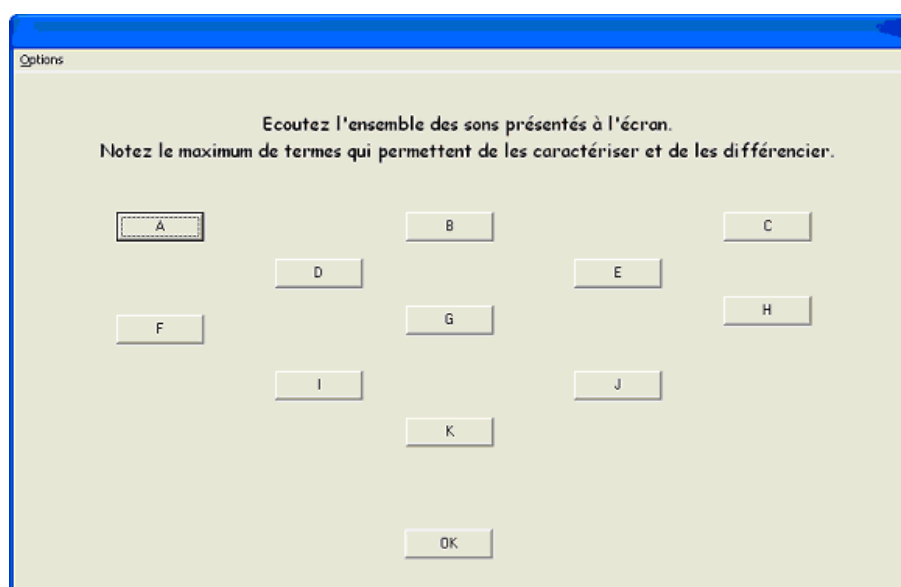 Options
Ecoutez l'ensemble des sons présentés à l'écran.
Notez le maximum de termes qui permettent de les caractériser et de les différencier.
A
B
C
D
E
F
G
H
I
J
K
OK